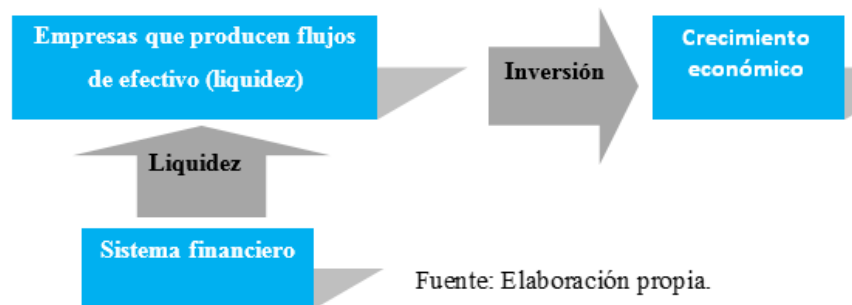 Empresas que producen flujos
de efectivo (liquidez)
Inversión
Crecimiento
económico
Liquidez
Sistema financiero
Fuente: Elaboración propia.